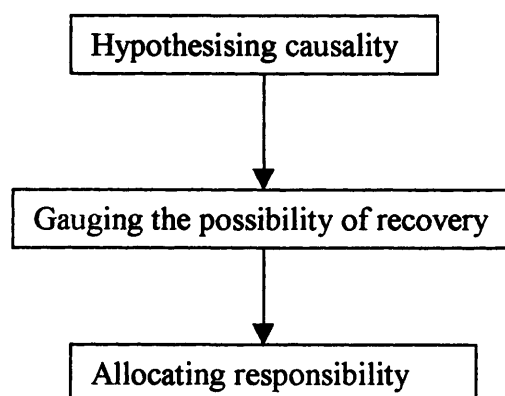 Hypothesising causality
Gauging the possibility of recovery
Allocating responsibility